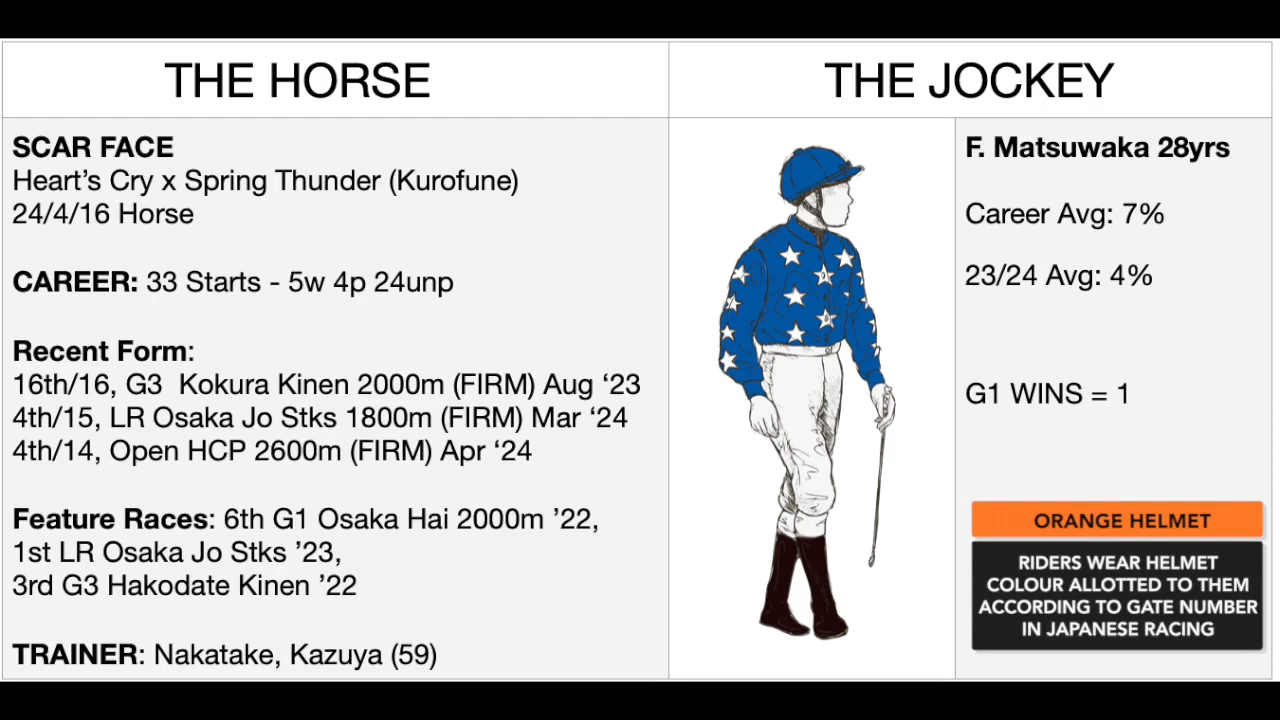 THE HORSE
THE JOCKEY
SCAR FACE
Heart’s Cry x Spring Thunder (Kurofune)
24/4/16 Horse
CAREER: 33 Starts - 5w 4p 24unp
Recent Form:
16th/16, G3 Kokura Kinen 2000m (FIRM) Aug ‘23
4th/15, LR Osaka Jo Stks 1800m (FIRM) Mar ‘24
4th/14, Open HCP 2600m (FIRM) Apr ‘24
Feature Races: 6th G1 Osaka Hai 2000m ’22,
1st LR Osaka Jo Stks ’23,
3rd G3 Hakodate Kinen ’22
TRAINER: Nakatake, Kazuya (59)
F. Matsuwaka 28yrs
Career Avg: 7%
23/24 Avg: 4%
G1 WINS = 1
ORANGE HELMET
RIDERS WEAR HELMET
COLOUR ALLOTTED TO THEM
ACCORDING TO GATE NUMBER
IN JAPANESE RACING